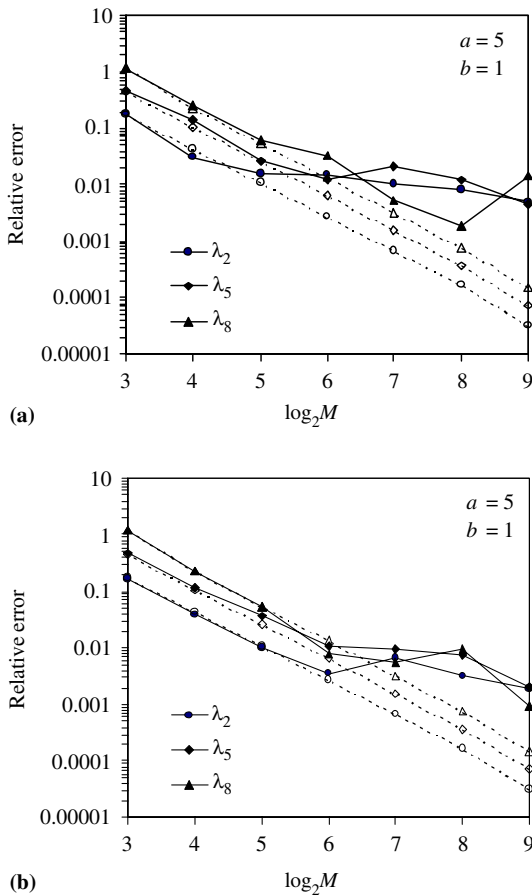 10
1
0.1
0.01
0.001
0.0001
0.00001
Relative error
a = 5
b = 1
λ2
λ5
λ8
3 4 5 6 7 8 9
log2M
(a)
10
1
0.1
0.01
0.001
0.0001
0.00001
Relative error
a = 5
b = 1
λ2
λ5
λ8
3 4 5 6 7 8 9
log2M
(b)